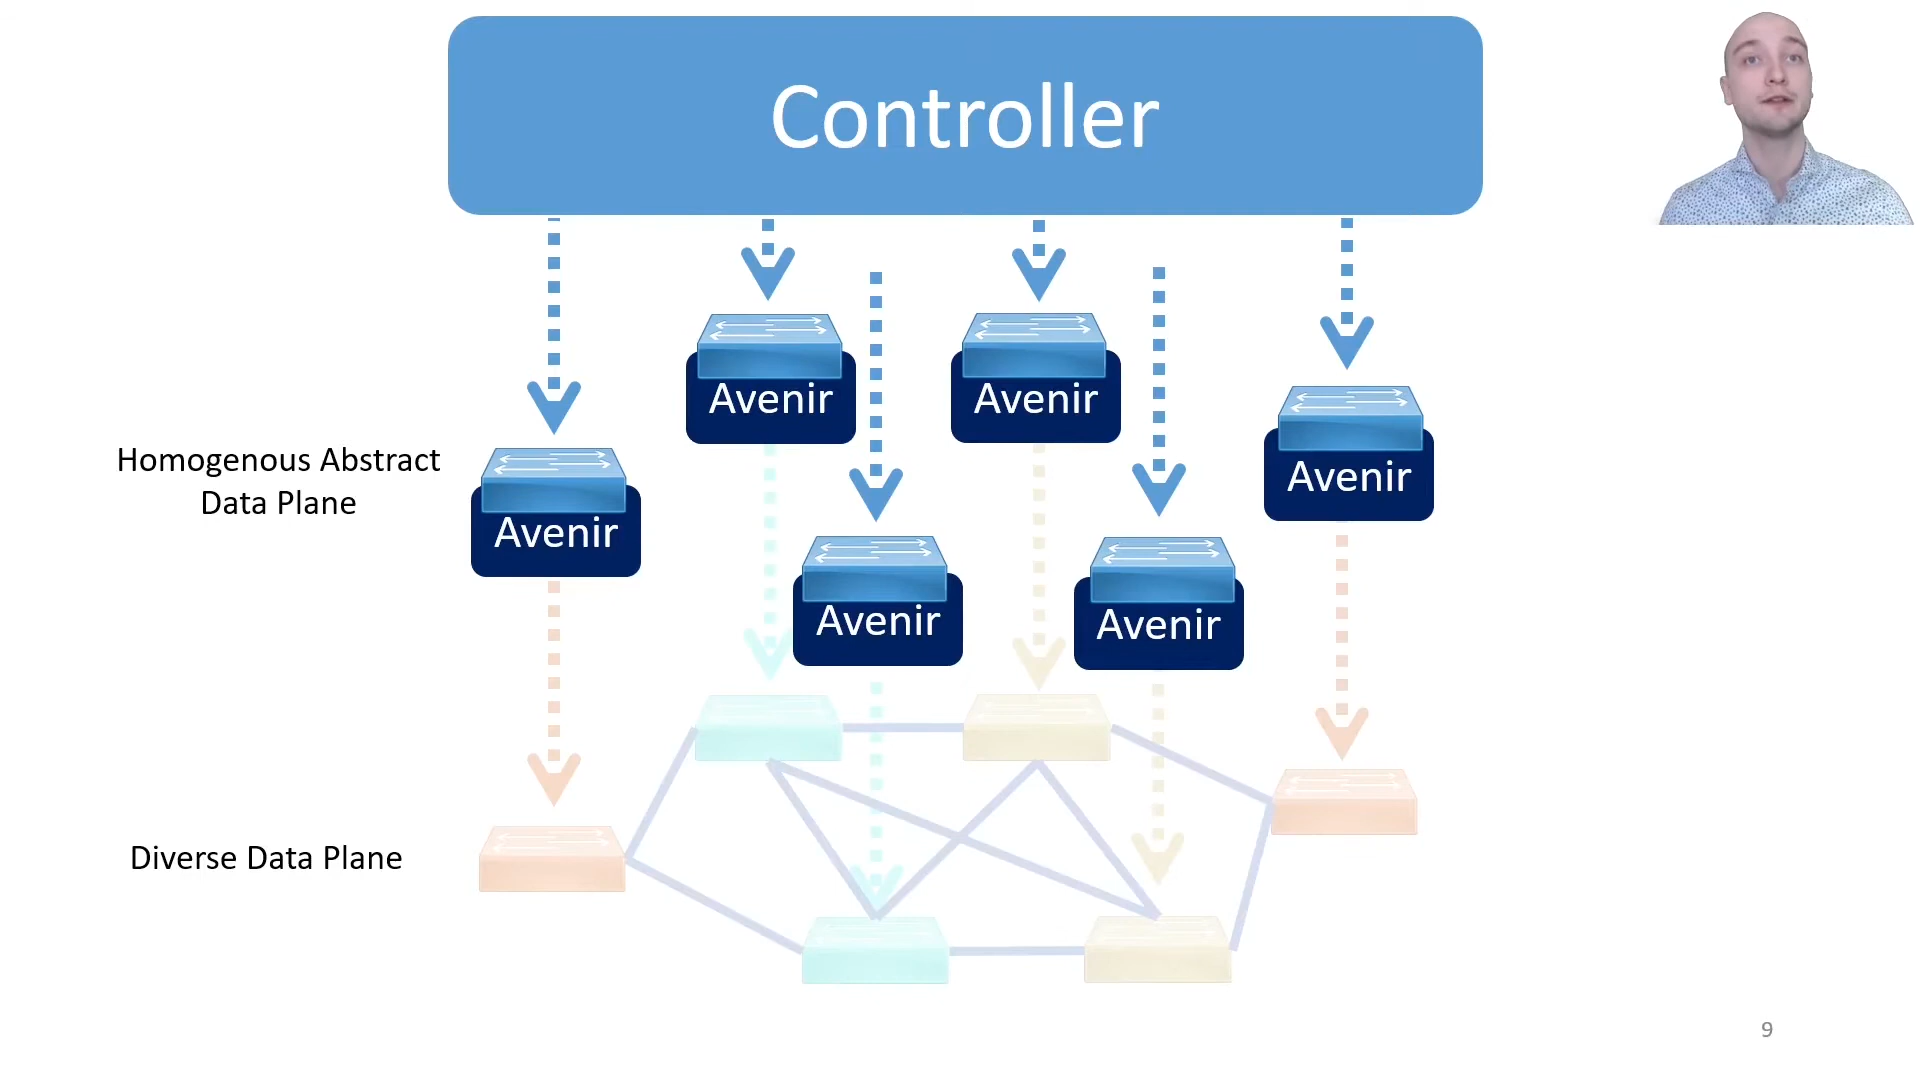 Controller
Avenir
Avenir
Avenir
Homogenous Abstract
Data Plane
Avenir
Avenir
Avenir
Diverse Data Plane
9